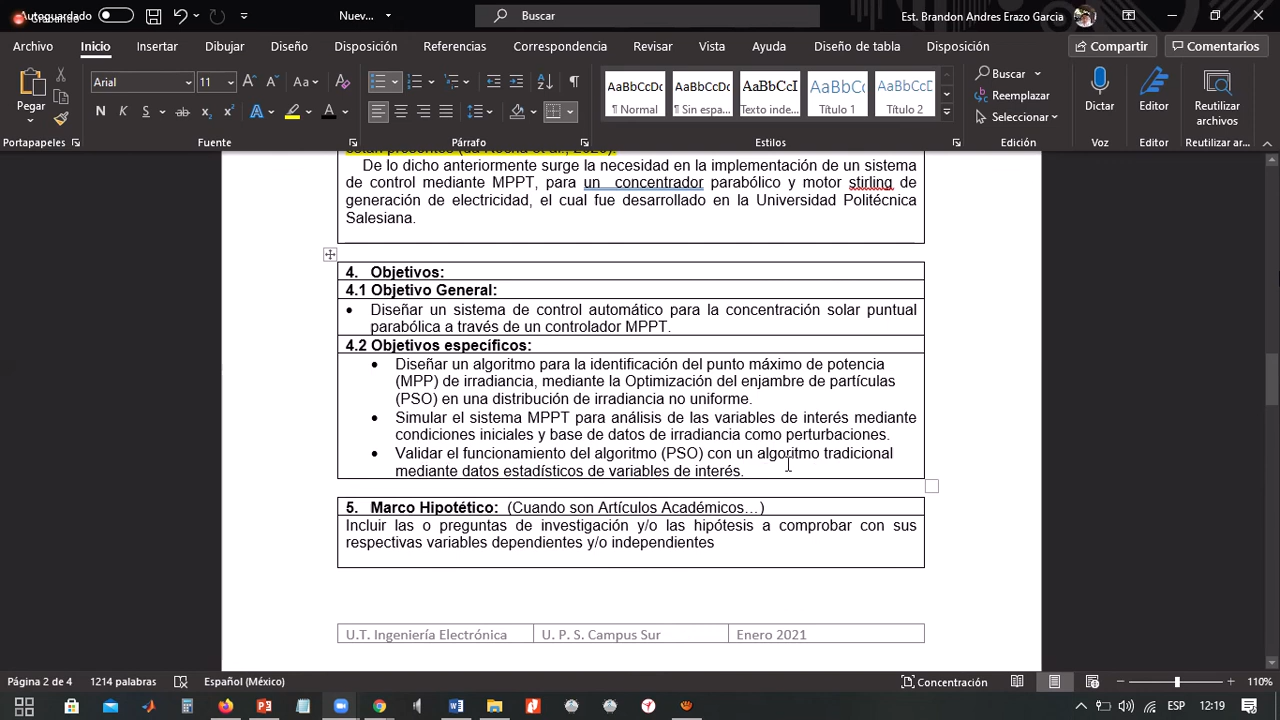 Autoguardado
Nuev...
Buscar
Est. Brandon Andres Erazo Garcia
Archivo
Inicio
Insertar
Dibujar
Diseño
Disposición
Referencias
Correspondencia
Revisar
Vista
Ayuda
Diseño de tabla
Disposición
Compartir
Comentarios
Pegar
Arial
11
Aa
N K S ab x₂ x²
AaBbCcDc
¶ Normal
AaBbCcDc
¶ Sin espa...
AaBbCcI
Texto inde...
AaBbC
Título 1
AaBbCcD
Título 2
Buscar
Reemplazar
Seleccionar
Dictar
Editor
Reutilizar
archivos
Portapapeles
Fuente
Párrafo
Estilos
Edición
Voz
Editor
Reutilizar ar...
De lo dicho anteriormente surge la necesidad en la implementación de un sistema
de control mediante MPPT, para un concentrador parabólico y motor stirling de
generación de electricidad, el cual fue desarrollado en la Universidad Politécnica
Salesiana.
4. Objetivos:
4.1 Objetivo General:
• Diseñar un sistema de control automático para la concentración solar puntual
parabólica a través de un controlador MPPT.
4.2 Objetivos específicos:
• Diseñar un algoritmo para la identificación del punto máximo de potencia
(MPP) de irradiancia, mediante la Optimización del enjambre de partículas
(PSO) en una distribución de irradiancia no uniforme.
• Simular el sistema MPPT para análisis de las variables de interés mediante
condiciones iniciales y base de datos de irradiancia como perturbaciones.
• Validar el funcionamiento del algoritmo (PSO) con un algoritmo tradicional
mediante datos estadísticos de variables de interés.
5. Marco Hipotético: (Cuando son Artículos Académicos...)
Incluir las o preguntas de investigación y/o las hipótesis a comprobar con sus
respectivas variables dependientes y/o independientes
U.T. Ingeniería Electrónica
U. P. S. Campus Sur
Enero 2021
Página 2 de 4
1214 palabras
Español (México)
Concentración
110%
ESP
12:19